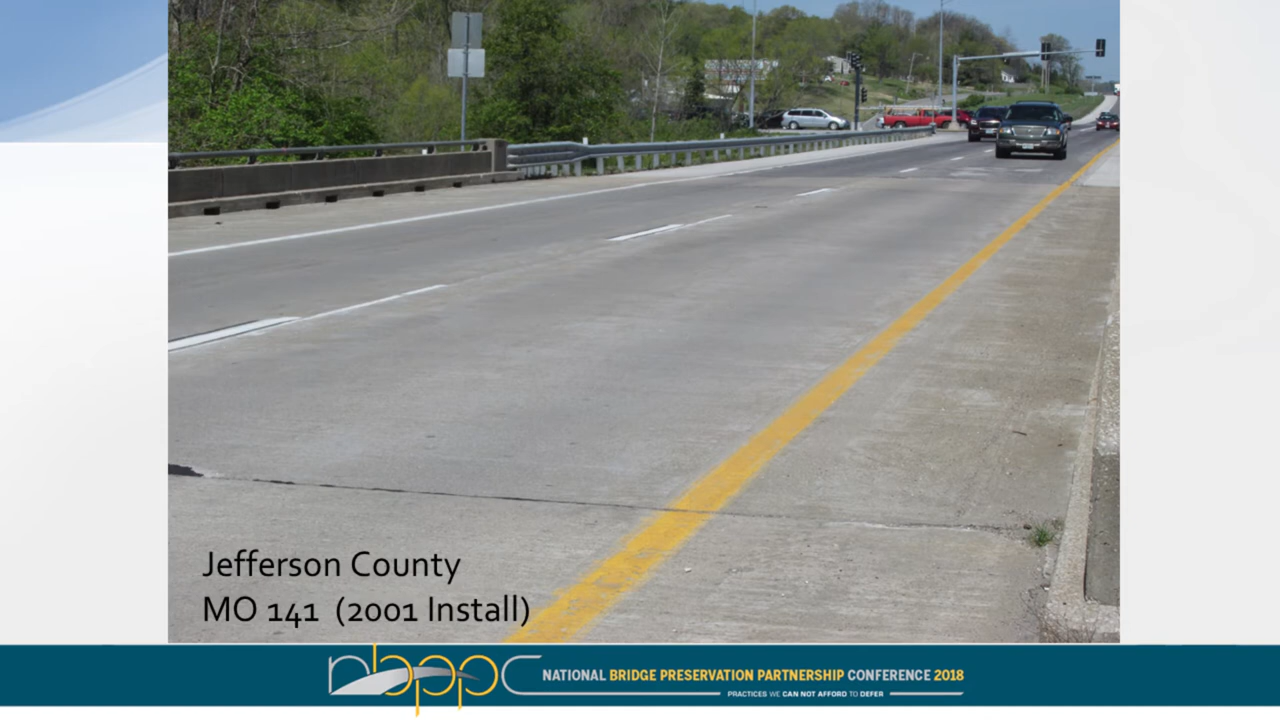 Jefferson County
MO 141 (2001 Install)
nbppc
NATIONAL BRIDGE PRESERVATION PARTNERSHIP CONFERENCE 2018
PRACTICES WE CAN NOT AFFORD TO DEFER